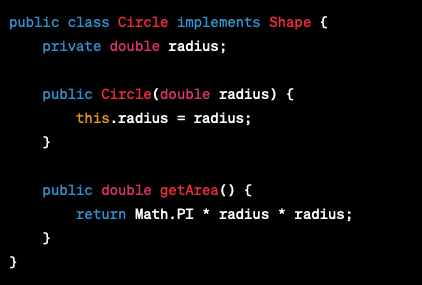 public class Circle implements Shape {
    private double radius;

    public Circle(double radius) {
        this.radius = radius;
    }

    public double getArea() {
        return Math.PI * radius * radius;
    }
}